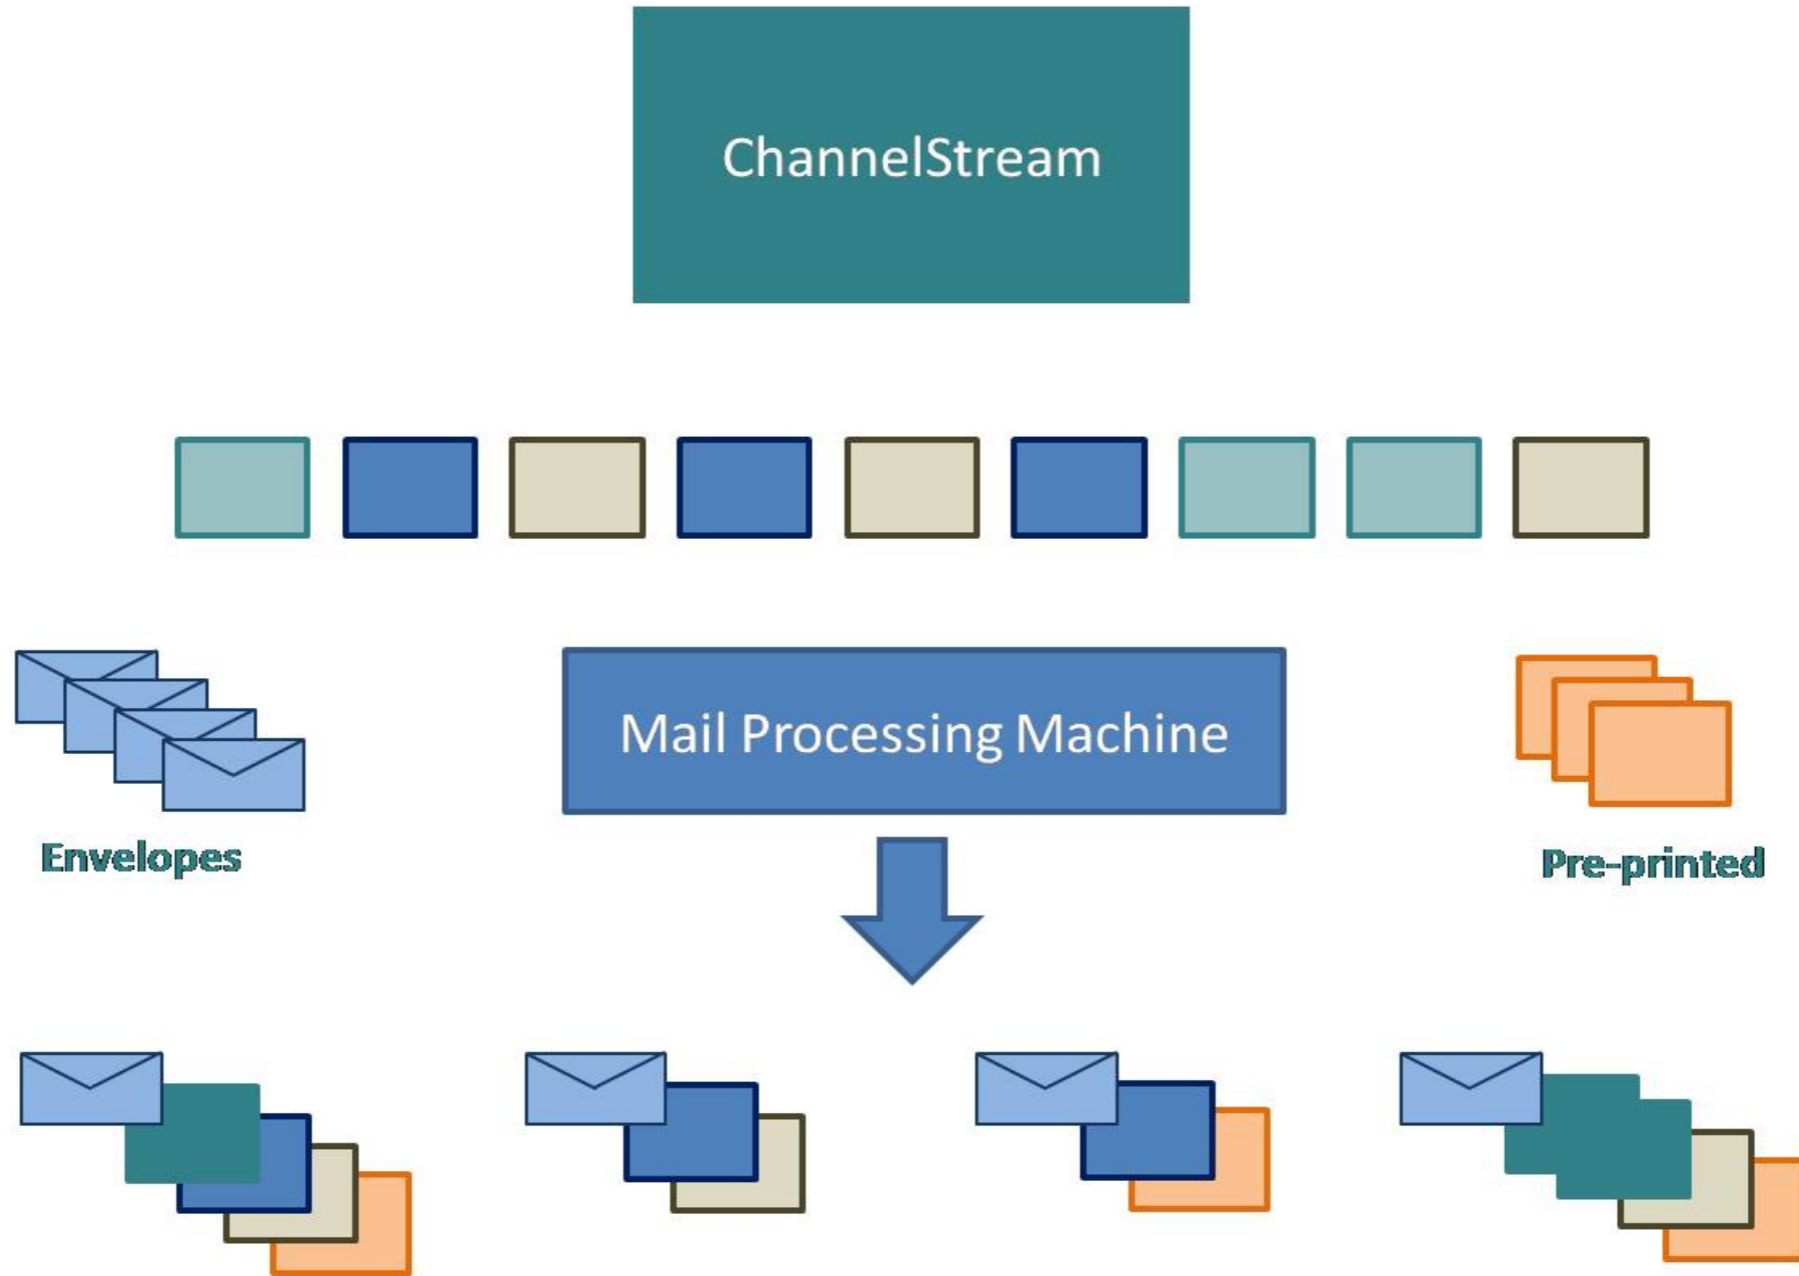 ChannelStream
Mail Processing Machine
Envelopes
Pre-printed